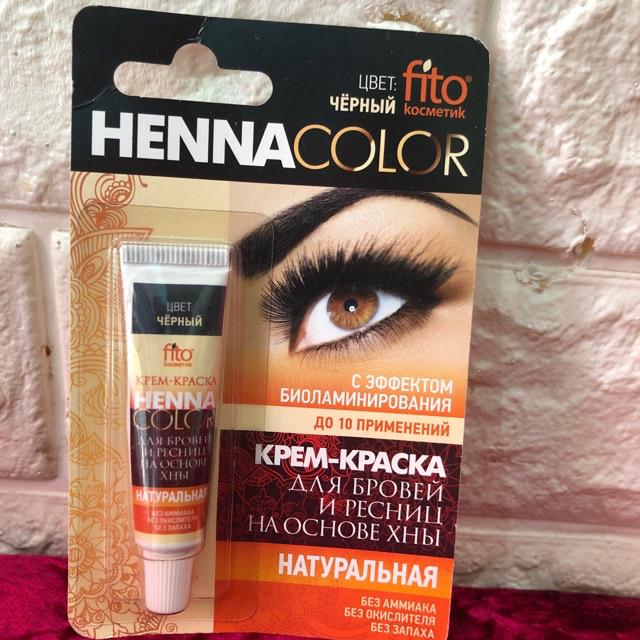 ЦВЕТ:
ЧЁРНЫЙ
fito®
косметик
HENNACOLOR
С ЭФФЕКТОМ
БИОЛАМИНИРОВАНИЯ
ДО 10 ПРИМЕНЕНИЙ
КРЕМ-КРАСКА
ДЛЯ БРОВЕЙ
И РЕСНИЦ
НА ОСНОВЕ ХНЫ
НАТУРАЛЬНАЯ
БЕЗ АММИАКА
БЕЗ ОКИСЛИТЕЛЯ
БЕЗ ЗАПАХА
ЦВЕТ:
ЧЁРНЫЙ
fito
косметик
КРЕМ-КРАСКА
HENNA
COLOR
ДЛЯ БРОВЕЙ
И РЕСНИЦ
НА ОСНОВЕ
ХНЫ
НАТУРАЛЬНАЯ
БЕЗ АММИАКА
БЕЗ ОКИСЛИТЕЛЯ
БЕЗ ЗАПАХА